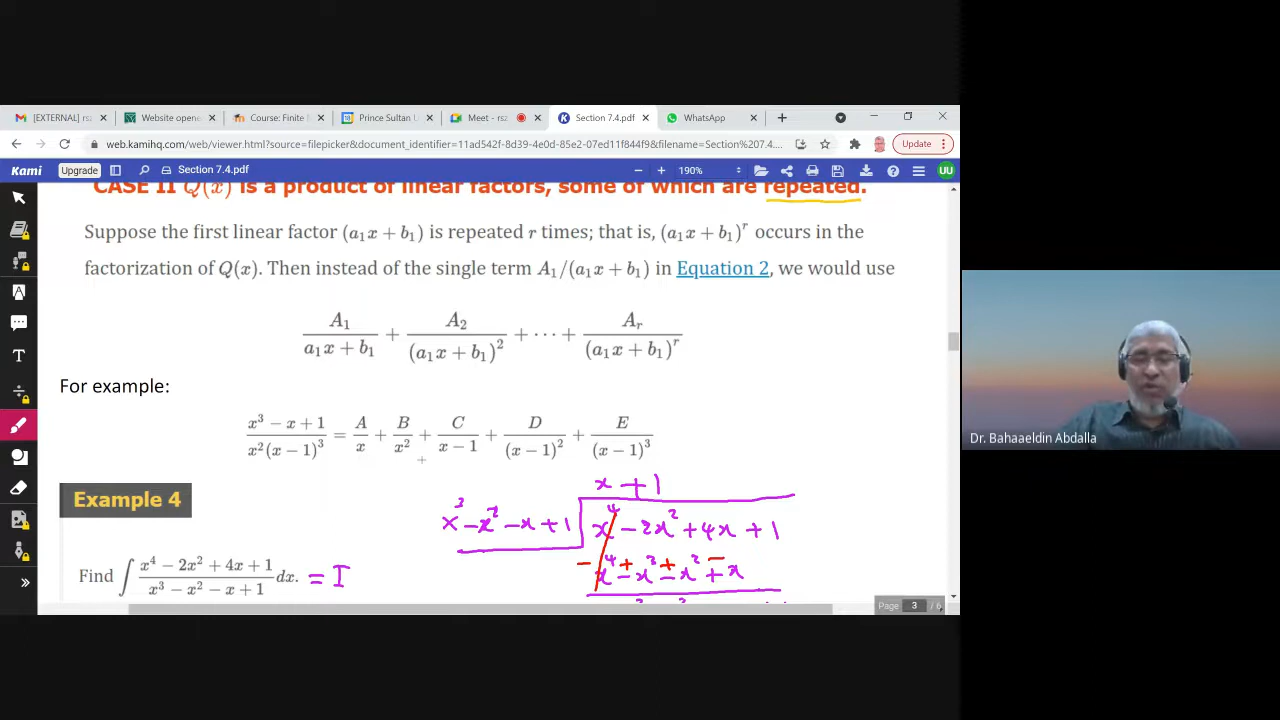 [EXTERNAL] rs
Website opene
Course: Finite
Prince Sultan U
Meet - rsz
Section 7.4.pdf
WhatsApp
web.kamihq.com/web/viewer.html?source=filepicker&document_identifier=11ad542f-8d39-4e0d-85e2-07ed11f844f9&filename=Section%207.4....
Update
Kami
Upgrade
Section 7.4.pdf
190%
UU
CASE II Q(x) is a product of linear factors, some of which are repeated.
Suppose the first linear factor (a₁x + b₁) is repeated r times; that is, (a₁x + b₁)ʳ occurs in the
factorization of Q(x). Then instead of the single term A₁/(a₁x + b₁) in Equation 2, we would use
A₁/(a₁x + b₁) + A₂/(a₁x + b₁)² + ⋯ + Aᵣ/(a₁x + b₁)ʳ
For example:
(x³ − x + 1)/(x²(x − 1)³) = A/x + B/x² + C/(x − 1) + D/(x − 1)² + E/(x − 1)³
x + 1
Example 4
x³ − x² − x + 1
x⁴ − 2x² + 4x + 1
x⁴ − x³ − x² + x
− + + −
Find ∫ (x⁴ − 2x² + 4x + 1)/(x³ − x² − x + 1) dx. = I
Page 3 / 6
Dr. Bahaaeldin Abdalla